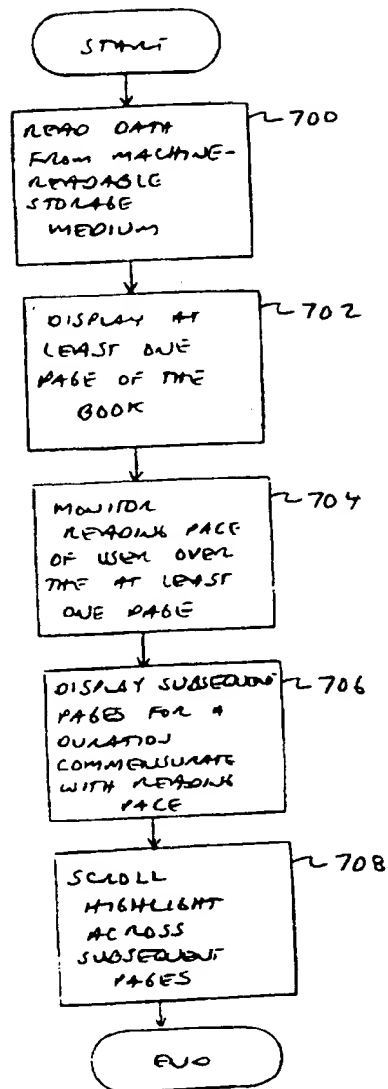 START
READ DATA
FROM MACHINE-
READABLE
STORAGE
MEDIUM
700
DISPLAY AT
LEAST ONE
PAGE OF THE
BOOK
702
MONITOR
READING PACE
OF USER OVER
THE AT LEAST
ONE PAGE
704
DISPLAY SUBSEQUENT
PAGES FOR A
DURATION
COMMENSURATE
WITH READING
PACE
706
SCROLL
HIGHLIGHT
ACROSS
SUBSEQUENT
PAGES
708
END